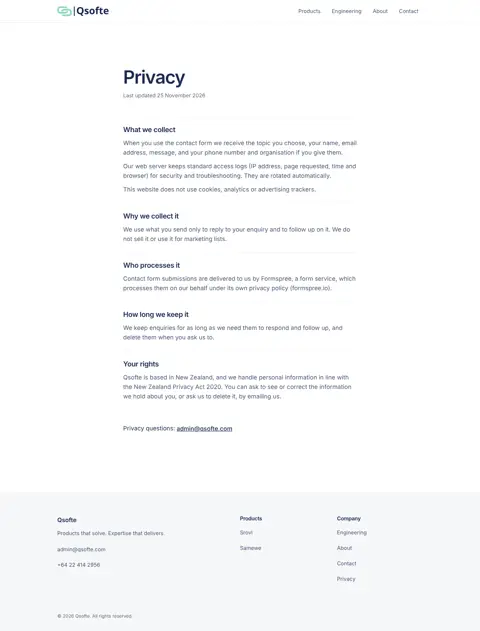 Qsofte
Products
Engineering
About
Contact
Privacy
Last updated 25 November 2026
What we collect
When you use the contact form we receive the topic you choose, your name, email
address, message, and your phone number and organisation if you give them.
Our web server keeps standard access logs (IP address, page requested, time and
browser) for security and troubleshooting. They are rotated automatically.
This website does not use cookies, analytics or advertising trackers.
Why we collect it
We use what you send only to reply to your enquiry and to follow up on it. We do
not sell it or use it for marketing lists.
Who processes it
Contact form submissions are delivered to us by Formspree, a form service, which
processes them on our behalf under its own privacy policy (formspree.io).
How long we keep it
We keep enquiries for as long as we need them to respond and follow up, and
delete them when you ask us to.
Your rights
Qsofte is based in New Zealand, and we handle personal information in line with
the New Zealand Privacy Act 2020. You can ask to see or correct the information
we hold about you, or ask us to delete it, by emailing us.
Privacy questions: admin@qsofte.com
Qsofte
Products that solve. Expertise that delivers.
admin@qsofte.com
+64 22 414 2956
Products
Sirovi
Samewe
Company
Engineering
About
Contact
Privacy
© 2026 Qsofte. All rights reserved.